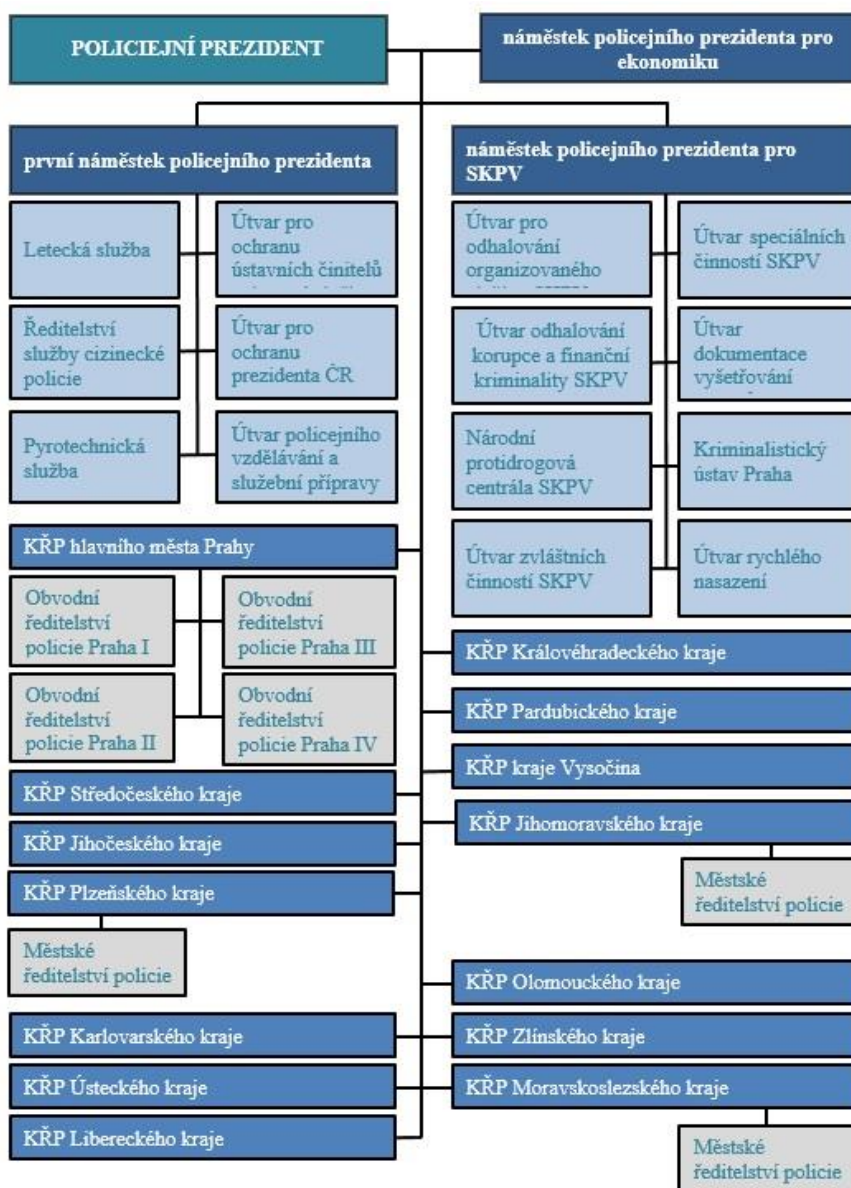 POLICIEJNÍ PREZIDENT
náměstek policejního prezidenta pro
ekonomiku
první náměstek policejního prezidenta
Letecká služba
Útvar pro
ochranu
ústavních činitelů
Ředitelství
služby cizinecké
policie
Útvar pro
ochranu
prezidenta ČR
Pyrotechnická
služba
Útvar policejního
vzdělávání a
služební přípravy
náměstek policejního prezidenta pro
SKPV
Útvar pro
odhalování
organizovaného
Útvar speciálních
činností SKPV
Útvar odhalování
korupce a finanční
kriminality SKPV
Útvar
dokumentace
vyšetřování
Národní
protidrogová
centrála SKPV
Kriminalistický
ústav Praha
Útvar zvláštních
činností SKPV
Útvar rychlého
nasazení
KŘP hlavního města Prahy
Obvodní
ředitelství
policie Praha I
Obvodní
ředitelství
policie Praha III
Obvodní
ředitelství
policie Praha II
Obvodní
ředitelství
policie Praha IV
KŘP Středočeského kraje
KŘP Jihočeského kraje
KŘP Plzeňského kraje
Městské
ředitelství policie
KŘP Karlovarského kraje
KŘP Ústeckého kraje
KŘP Libereckého kraje
KŘP Královéhradeckého kraje
KŘP Pardubického kraje
KŘP kraje Vysočina
KŘP Jihomoravského kraje
Městské
ředitelství policie
KŘP Olomouckého kraje
KŘP Zlínského kraje
KŘP Moravskoslezského kraje
Městské
ředitelství policie